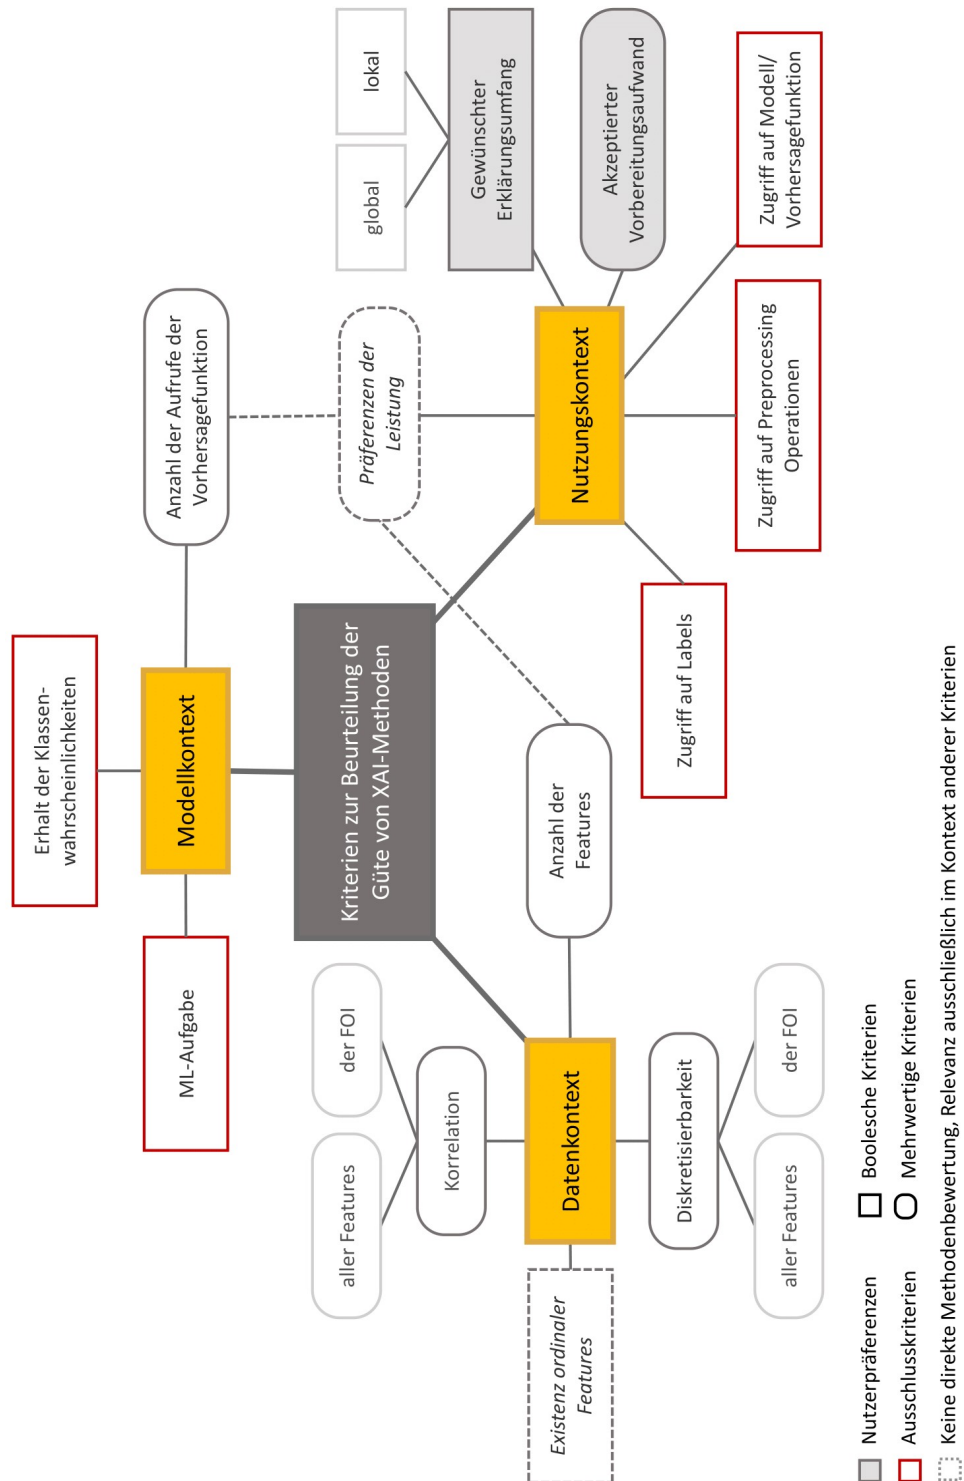 Erhalt der Klassen-
wahrscheinlichkeiten
ML-Aufgabe
Modellkontext
Anzahl der Aufrufe der
Vorhersagefunktion
Kriterien zur Beurteilung der
Güte von XAI-Methoden
Präferenzen der
Leistung
global
lokal
Gewünschter
Erklärungsumfang
Akzeptierter
Vorbereitungsaufwand
Nutzungskontext
Zugriff auf Labels
Zugriff auf Preprocessing
Operationen
Zugriff auf Modell/
Vorhersagefunktion
aller Features
der FOI
Korrelation
Existenz ordinaler
Features
Datenkontext
Anzahl der
Features
Diskretisierbarkeit
aller Features
der FOI
Nutzerpräferenzen
Boolesche Kriterien
Ausschlusskriterien
Mehrwertige Kriterien
Keine direkte Methodenbewertung, Relevanz ausschließlich im Kontext anderer Kriterien